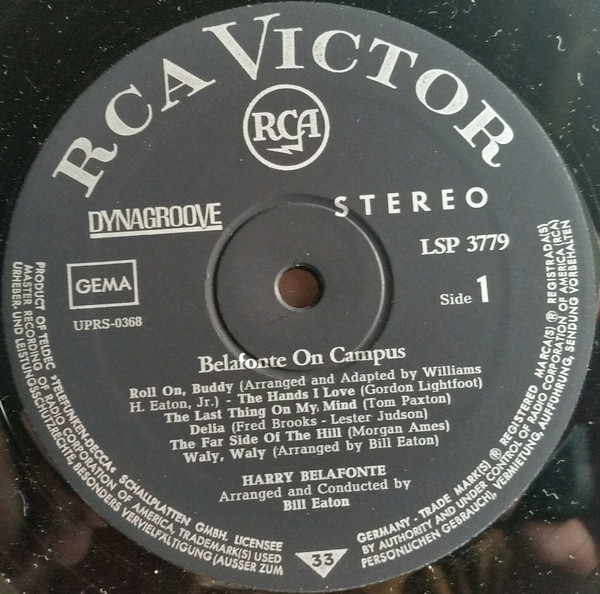 RCA VICTOR
RCA
DYNAGROOVE
STEREO
LSP 3779
GEMA
Side 1
UPRS-0368
Belafonte On Campus
Roll On, Buddy (Arranged and Adapted by Williams
H. Eaton, Jr.) - The Hands I Love (Gordon Lightfoot)
The Last Thing On My Mind (Tom Paxton)
Delia (Fred Brooks - Lester Judson)
The Far Side Of The Hill (Morgan Ames)
Waly, Waly (Arranged by Bill Eaton)
HARRY BELAFONTE
Arranged and Conducted by
Bill Eaton
33
PRODUCT OF TELDEC »TELEFUNKEN-DECCA« SCHALLPATTEN GMBH. LICENSEE
MASTER RECORDING OF RADIO CORPORATION OF AMERICA, TRADEMARK(S) USED
URHEBER- UND LEISTUNGSSCHUTZRECHTE, BESONDERS VERVIELFÄLTIGUNG (AUSSER ZUM
GERMANY - TRADE MARK(S) ® REGISTERED MARCA(S) ® REGISTRADA(S)
BY AUTHORITY AND UNDER CONTROL OF RADIO CORPORATION OF AMERICA (RCA)
PERSÖNLICHEN GEBRAUCH), VERMIETUNG, AUFFÜHRUNG, SENDUNG VORBEHALTEN